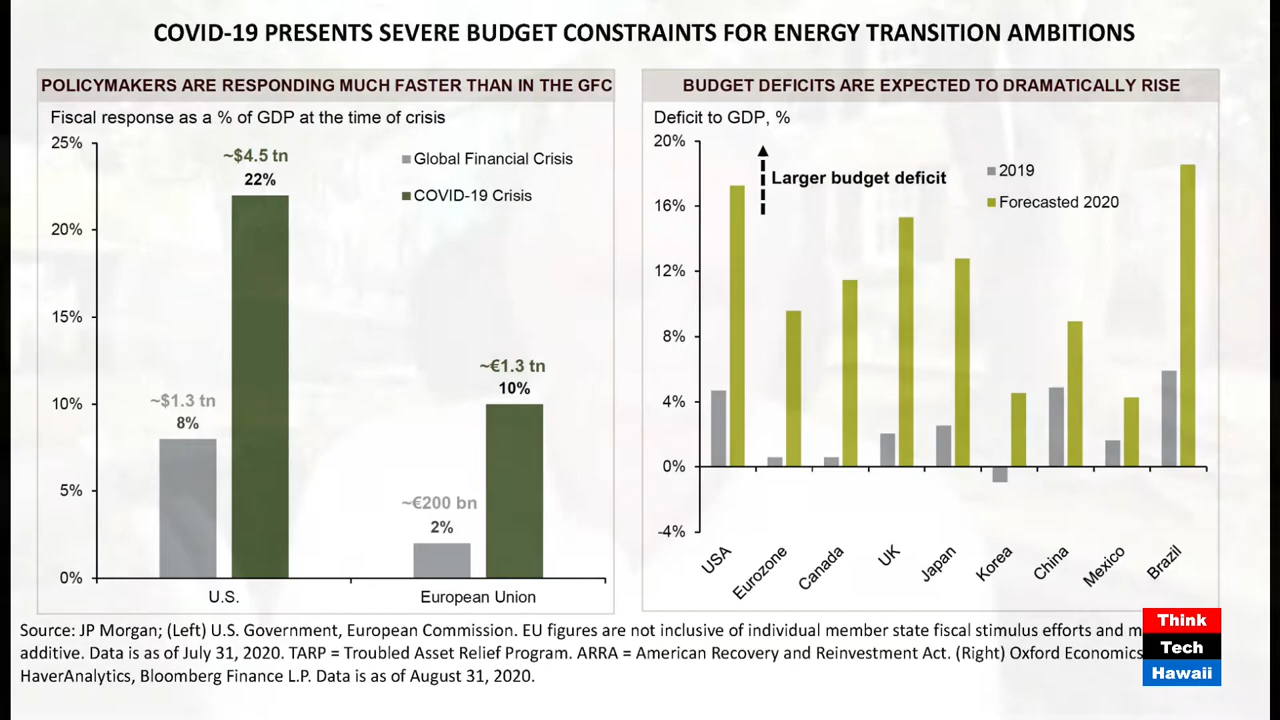 COVID-19 PRESENTS SEVERE BUDGET CONSTRAINTS FOR ENERGY TRANSITION AMBITIONS
POLICYMAKERS ARE RESPONDING MUCH FASTER THAN IN THE GFC
Fiscal response as a % of GDP at the time of crisis
25%
20%
15%
10%
5%
0%
Global Financial Crisis
COVID-19 Crisis
~$1.3 tn
8%
~$4.5 tn
22%
~€200 bn
2%
~€1.3 tn
10%
U.S.
European Union
BUDGET DEFICITS ARE EXPECTED TO DRAMATICALLY RISE
Deficit to GDP, %
20%
16%
12%
8%
4%
0%
-4%
Larger budget deficit
2019
Forecasted 2020
USA
Eurozone
Canada
UK
Japan
Korea
China
Mexico
Brazil
Source: JP Morgan; (Left) U.S. Government, European Commission. EU figures are not inclusive of individual member state fiscal stimulus efforts and
additive. Data is as of July 31, 2020. TARP = Troubled Asset Relief Program. ARRA = American Recovery and Reinvestment Act. (Right) Oxford Economics
HaverAnalytics, Bloomberg Finance L.P. Data is as of August 31, 2020.
Think
Tech
Hawaii